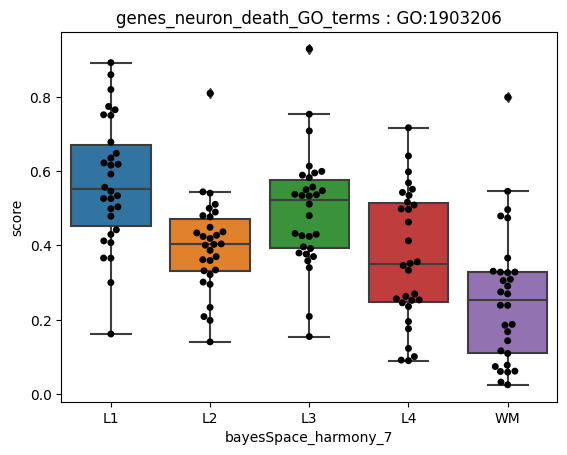 genes_neuron_death_GO_terms : GO:1903206
score
0.8
0.6
0.4
0.2
0.0
L1 L2 L3 L4 WM
bayesSpace_harmony_7